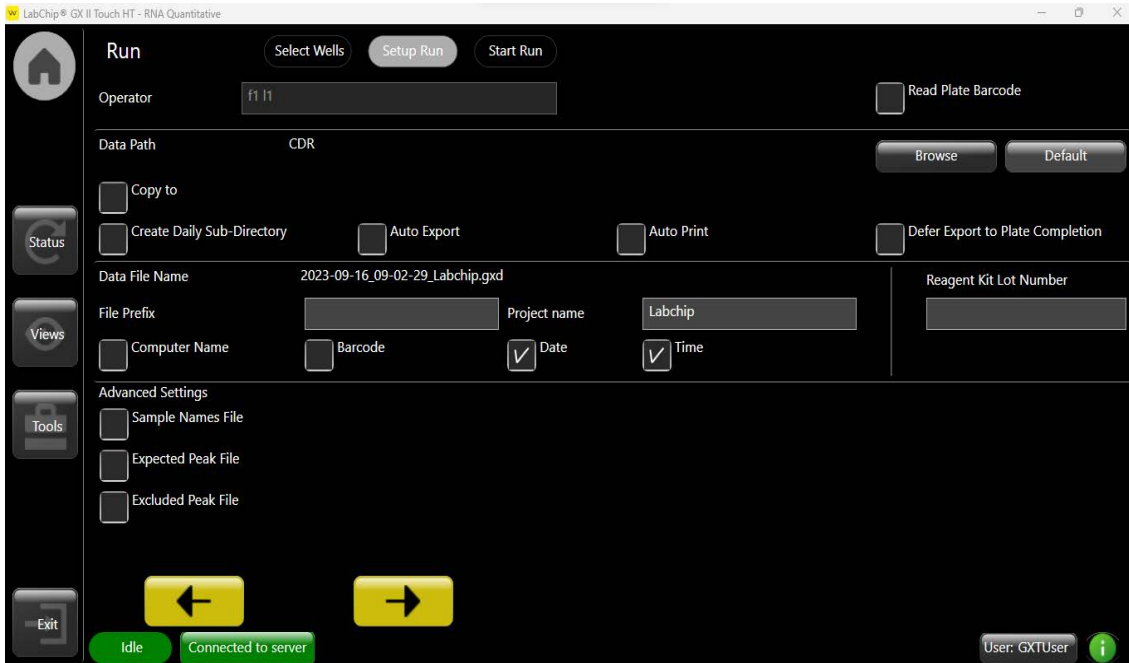 W LabChip® GX II Touch HT - RNA Quantitative
Run
Select Wells
Setup Run
Start Run
Operator
f1 l1
Read Plate Barcode
Data Path
CDR
Browse
Default
Copy to
Create Daily Sub-Directory
Auto Export
Auto Print
Defer Export to Plate Completion
Status
Data File Name
2023-09-16_09-02-29_Labchip.gxd
Reagent Kit Lot Number
File Prefix
Project name
Labchip
Views
Computer Name
Barcode
Date
Time
Advanced Settings
Sample Names File
Tools
Expected Peak File
Excluded Peak File
Exit
Idle
Connected to server
User: GXTUser
i